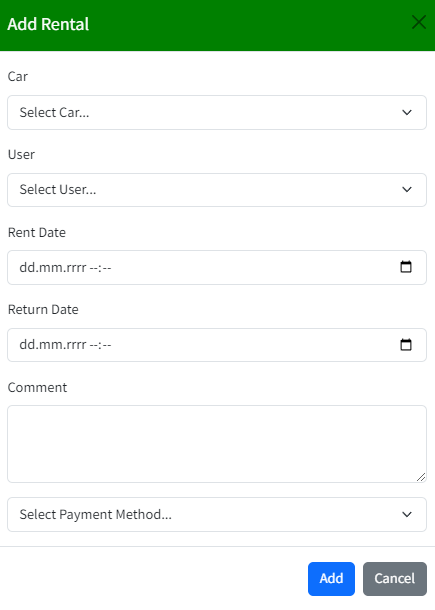 Add Rental
Car
Select Car...
User
Select User...
Rent Date
dd.mm.rrrr --:--
Return Date
dd.mm.rrrr --:--
Comment
Select Payment Method...
Add
Cancel